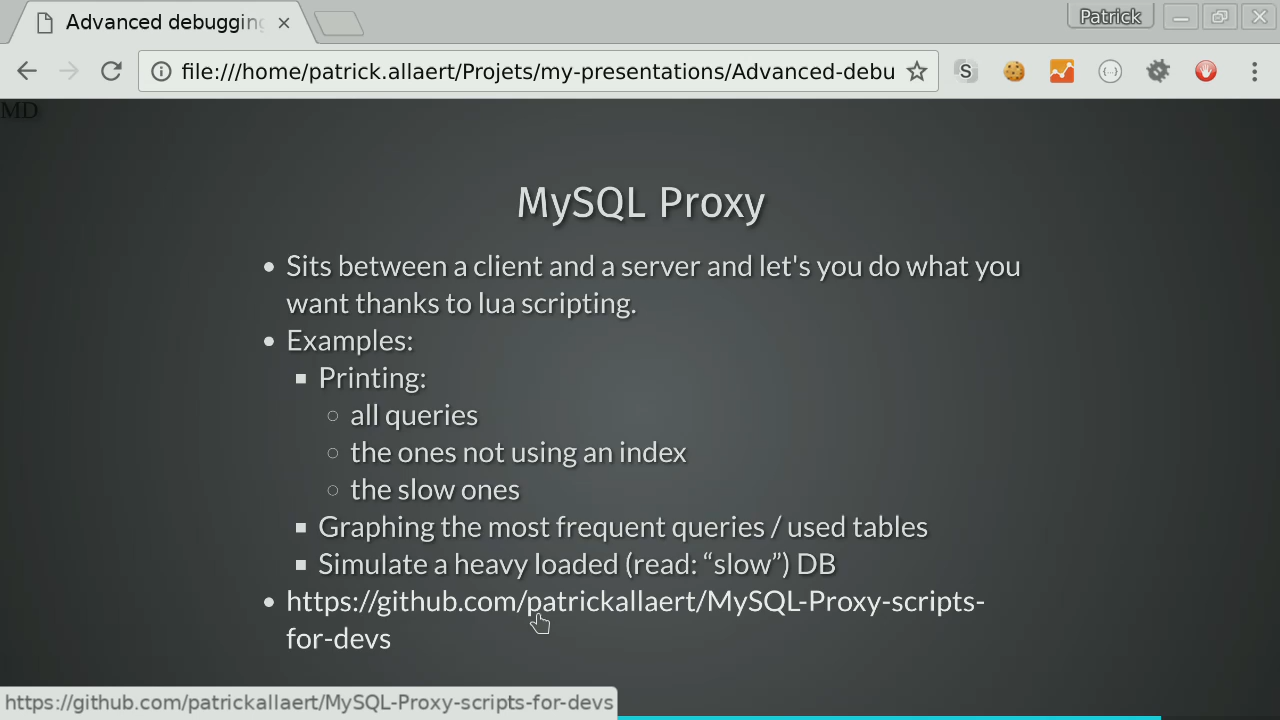 Advanced debugging
Patrick
file:///home/patrick.allaert/Projets/my-presentations/Advanced-debu
S
MD
MySQL Proxy
Sits between a client and a server and let's you do what you
want thanks to lua scripting.
Examples:
Printing:
all queries
the ones not using an index
the slow ones
Graphing the most frequent queries / used tables
Simulate a heavy loaded (read: “slow”) DB
https://github.com/patrickallaert/MySQL-Proxy-scripts-
for-devs
https://github.com/patrickallaert/MySQL-Proxy-scripts-for-devs